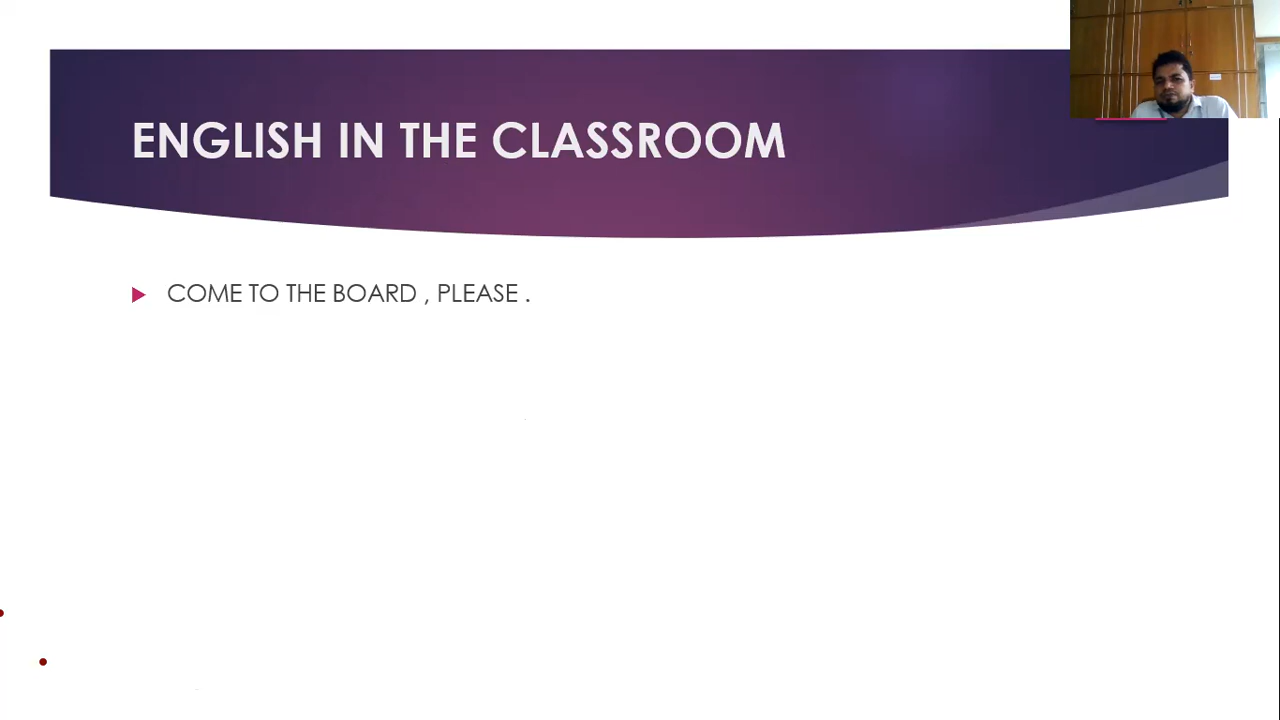 ENGLISH IN THE CLASSROOM
COME TO THE BOARD , PLEASE .